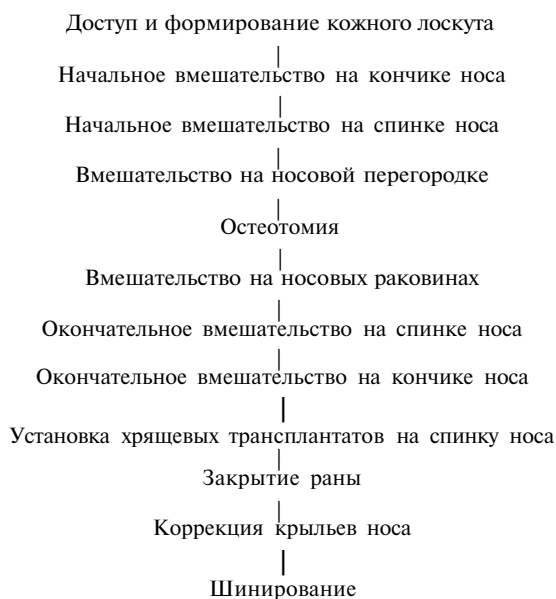 Доступ и формирование кожного лоскута
Начальное вмешательство на кончике носа
Начальное вмешательство на спинке носа
Вмешательство на носовой перегородке
Остеотомия
Вмешательство на носовых раковинах
Окончательное вмешательство на спинке носа
Окончательное вмешательство на кончике носа
Установка хрящевых трансплантатов на спинку носа
Закрытие раны
Коррекция крыльев носа
Шинирование